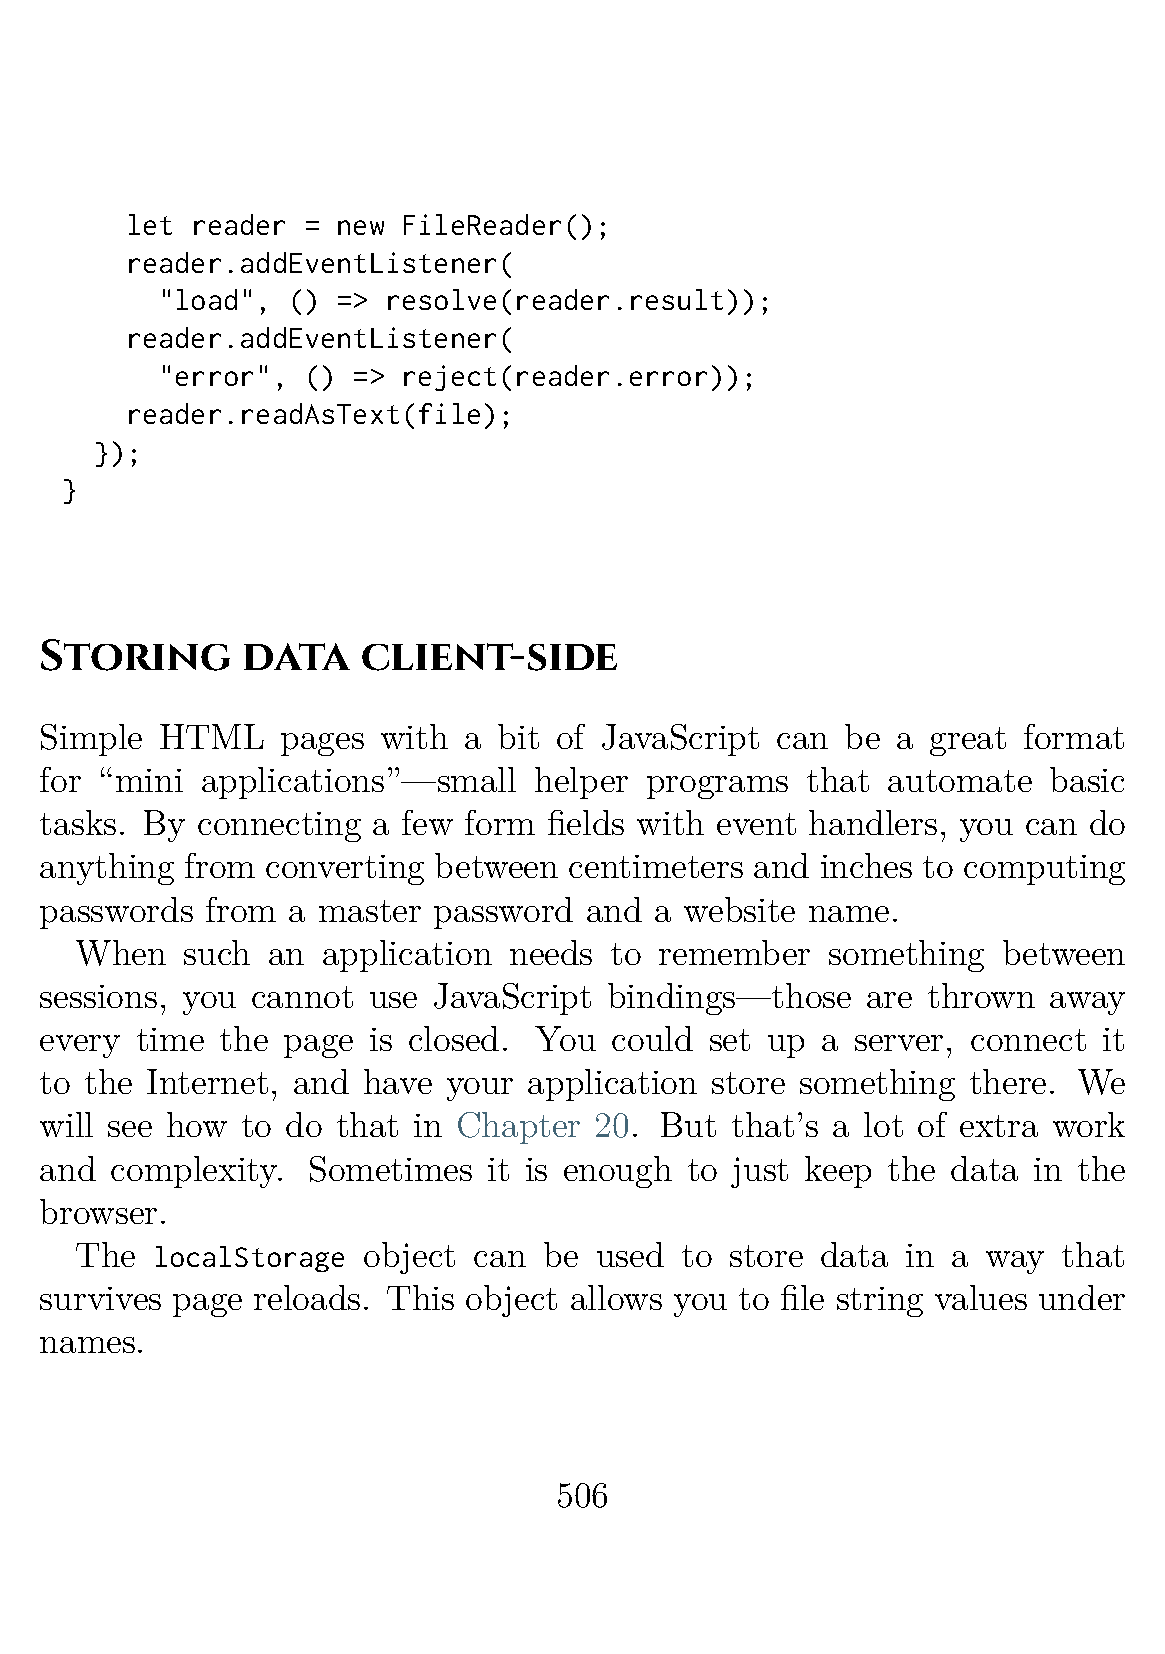 let reader = new FileReader();
reader.addEventListener(
"load", () => resolve(reader.result));
reader.addEventListener(
"error", () => reject(reader.error));
reader.readAsText(file);
});
}
Storing data client-side
Simple HTML pages with a bit of JavaScript can be a great format
for “mini applications”—small helper programs that automate basic
tasks. By connecting a few form fields with event handlers, you can do
anything from converting between centimeters and inches to computing
passwords from a master password and a website name.
When such an application needs to remember something between
sessions, you cannot use JavaScript bindings—those are thrown away
every time the page is closed. You could set up a server, connect it
to the Internet, and have your application store something there. We
will see how to do that in Chapter 20. But that’s a lot of extra work
and complexity. Sometimes it is enough to just keep the data in the
browser.
The localStorage object can be used to store data in a way that
survives page reloads. This object allows you to file string values under
names.
506